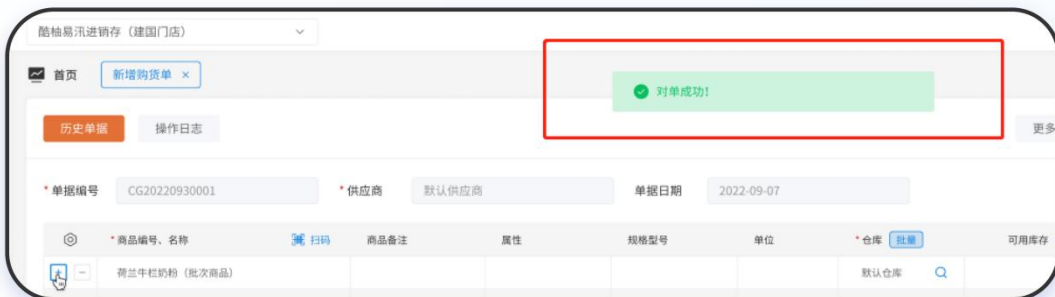 酷柚易汛进销存（建国门店）
首页 新增购货单 ×
对单成功！
历史单据 操作日志 更多
* 单据编号 CG20220930001 * 供应商 默认供应商 单据日期 2022-09-07
* 商品编号、名称 扫码 商品备注 属性 规格型号 单位 * 仓库 批量 可用库存
荷兰牛栏奶粉（批次商品） 默认仓库